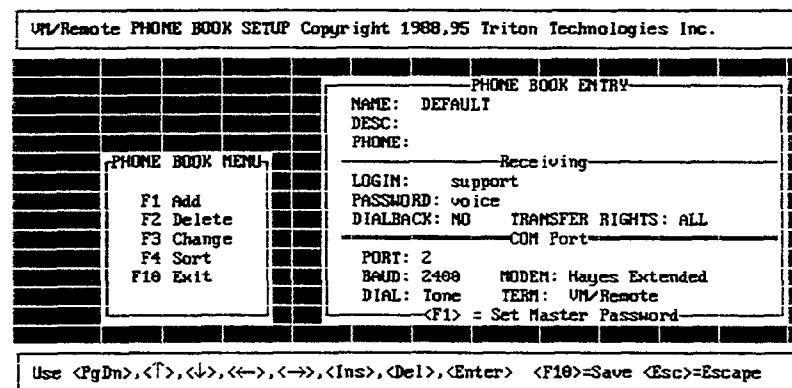 VM/Remote PHONE BOOK SETUP Copyright 1988,95 Triton Technologies Inc.
PHONE BOOK MENU
F1 Add
F2 Delete
F3 Change
F4 Sort
F10 Exit
PHONE BOOK ENTRY
NAME: DEFAULT
DESC:
PHONE:
Receiving
LOGIN: support
PASSWORD: voice
DIALBACK: NO TRANSFER RIGHTS: ALL
COM Port
PORT: 2
BAUD: 2400 MODEM: Hayes Extended
DIAL: Tone TERM: VM/Remote
<F1> = Set Master Password
Use <PgDn>,<↑>,<↓>,<←>,<→>,<Ins>,<Del>,<Enter> <F10>=Save <Esc>=Escape